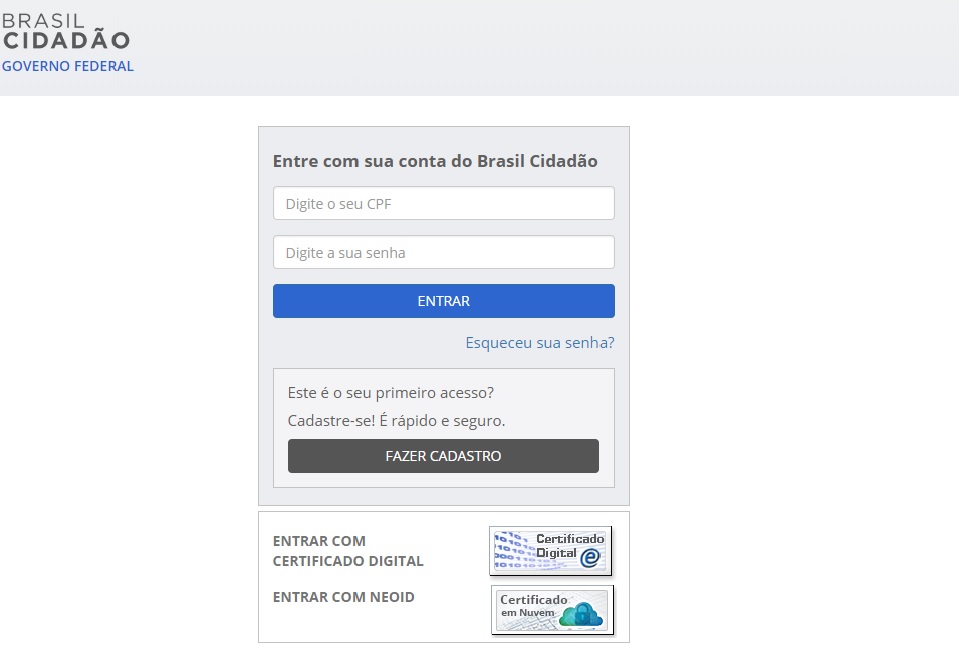 BRASIL
CIDADÃO
GOVERNO FEDERAL
Entre com sua conta do Brasil Cidadão
Digite o seu CPF
Digite a sua senha
ENTRAR
Esqueceu sua senha?
Este é o seu primeiro acesso?
Cadastre-se! É rápido e seguro.
FAZER CADASTRO
ENTRAR COM
CERTIFICADO DIGITAL
Certificado
Digital
ENTRAR COM NEOID
Certificado
em Nuvem